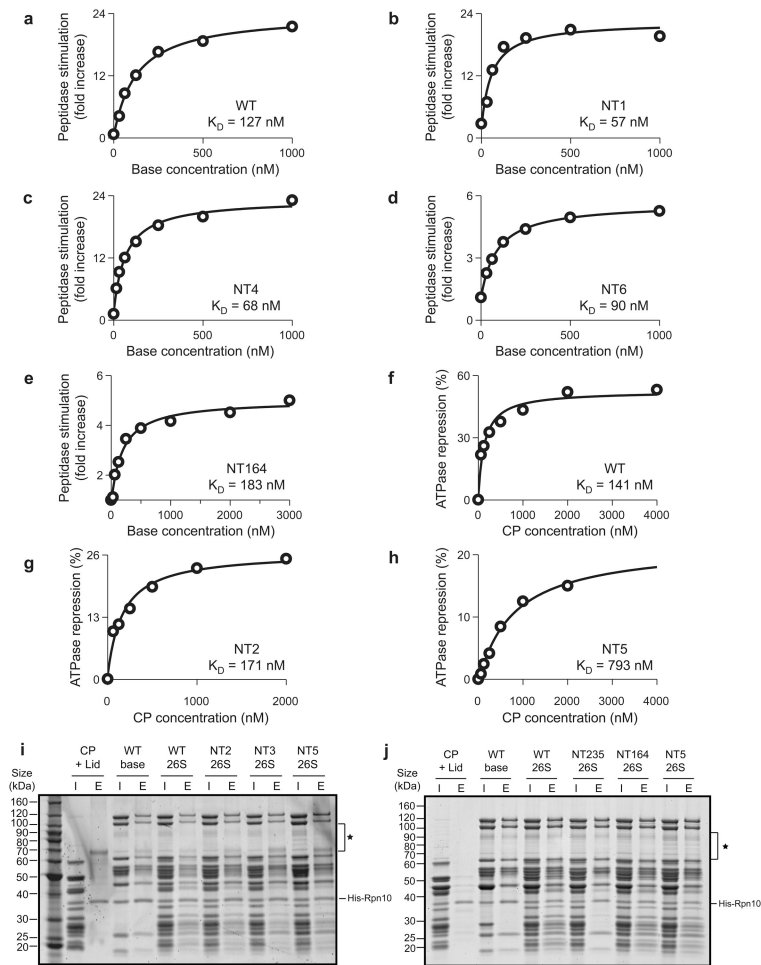 a
Peptidase stimulation
(fold increase)
24
12
0
WT
K_D = 127 nM
0 500 1000
Base concentration (nM)
b
Peptidase stimulation
(fold increase)
24
12
0
NT1
K_D = 57 nM
0 500 1000
Base concentration (nM)
c
Peptidase stimulation
(fold increase)
24
12
0
NT4
K_D = 68 nM
0 500 1000
Base concentration (nM)
d
Peptidase stimulation
(fold increase)
6
3
0
NT6
K_D = 90 nM
0 500 1000
Base concentration (nM)
e
Peptidase stimulation
(fold increase)
6
4
2
NT164
K_D = 183 nM
0 1000 2000 3000
Base concentration (nM)
f
ATPase repression (%)
60
30
0
WT
K_D = 141 nM
0 1000 2000 3000 4000
CP concentration (nM)
g
ATPase repression (%)
26
13
0
NT2
K_D = 171 nM
0 1000 2000
CP concentration (nM)
h
ATPase repression (%)
20
10
0
NT5
K_D = 793 nM
0 1000 2000 3000 4000
CP concentration (nM)
i
CP + Lid WT base WT 26S NT2 26S NT3 26S NT5 26S
Size (kDa)
I E I E I E I E I E I E
160
120
100
90
80
70
60
50
40
30
25
20
★
His-Rpn10
j
CP + Lid WT base WT 26S NT235 26S NT164 26S NT5 26S
Size (kDa)
I E I E I E I E I E I E
160
120
100
90
80
70
60
50
40
30
25
20
★
His-Rpn10